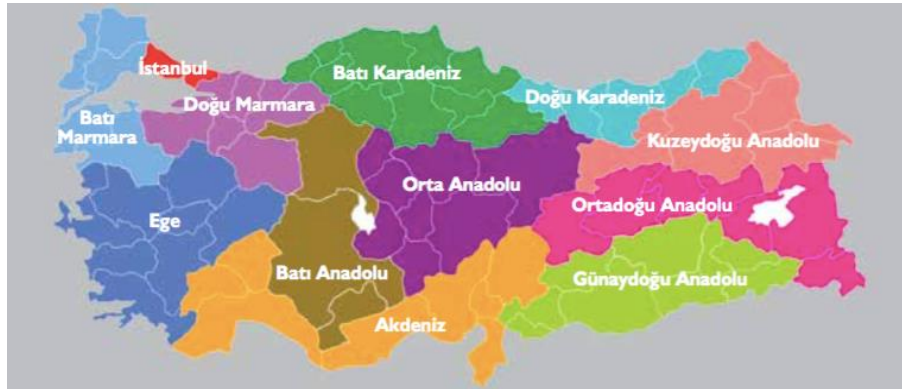 İstanbul
Batı Karadeniz
Doğu Karadeniz
Doğu Marmara
Batı
Marmara
Kuzeydoğu Anadolu
Orta Anadolu
Ortadoğu Anadolu
Ege
Batı Anadolu
Günaydoğu Anadolu
Akdeniz